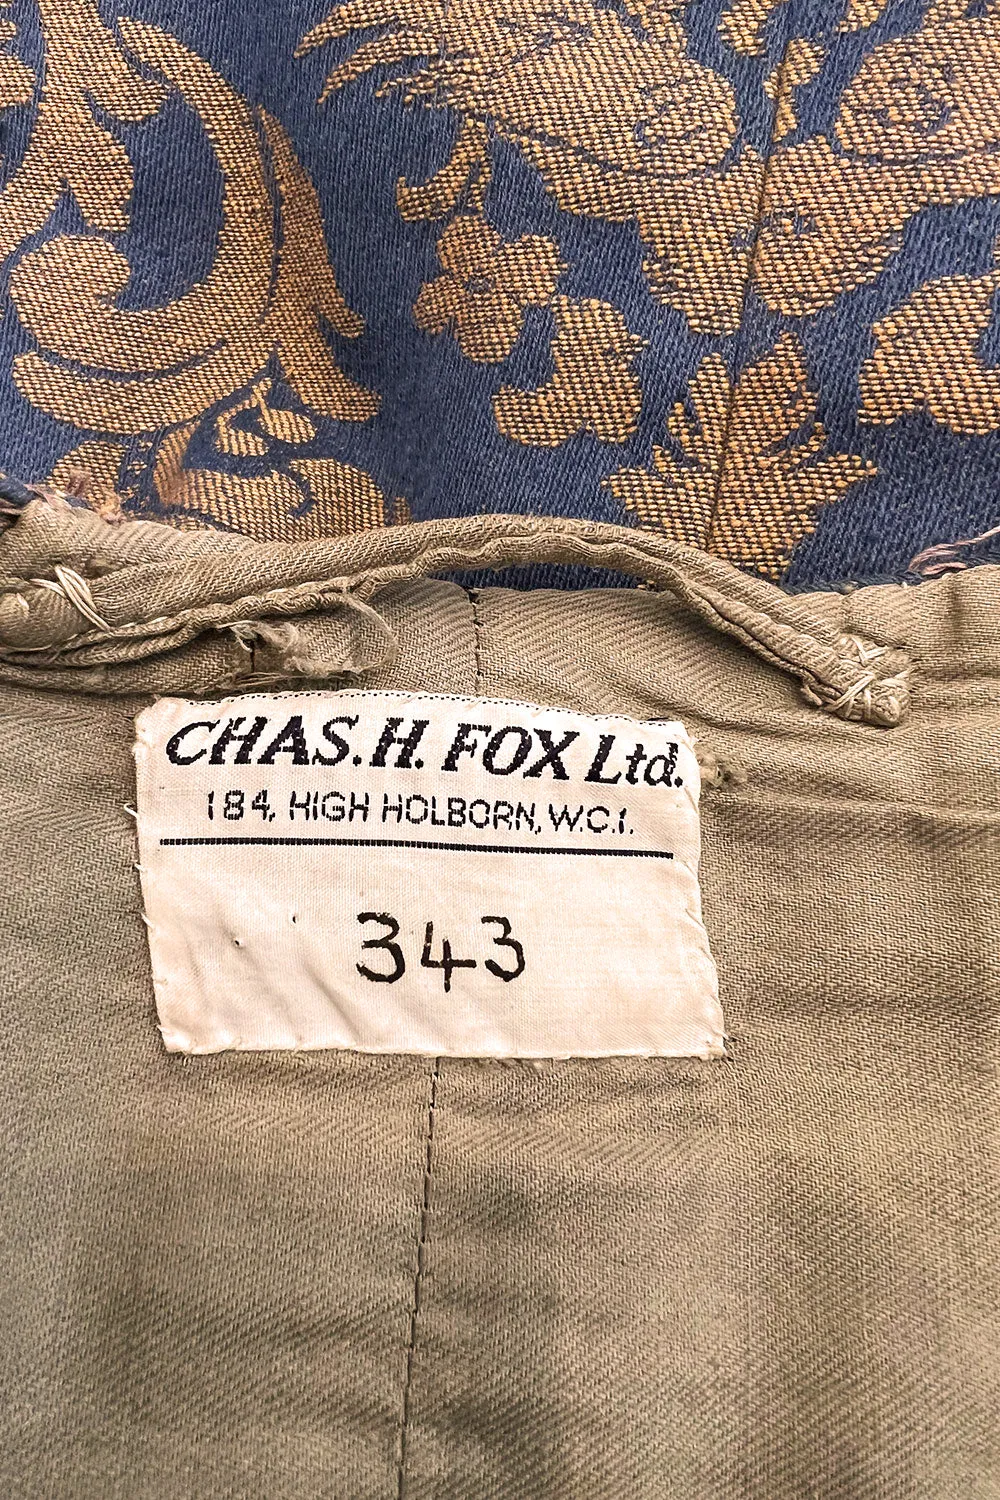 CHAS. H. FOX Ltd.
184, HIGH HOLBORN, W.C.1.
343